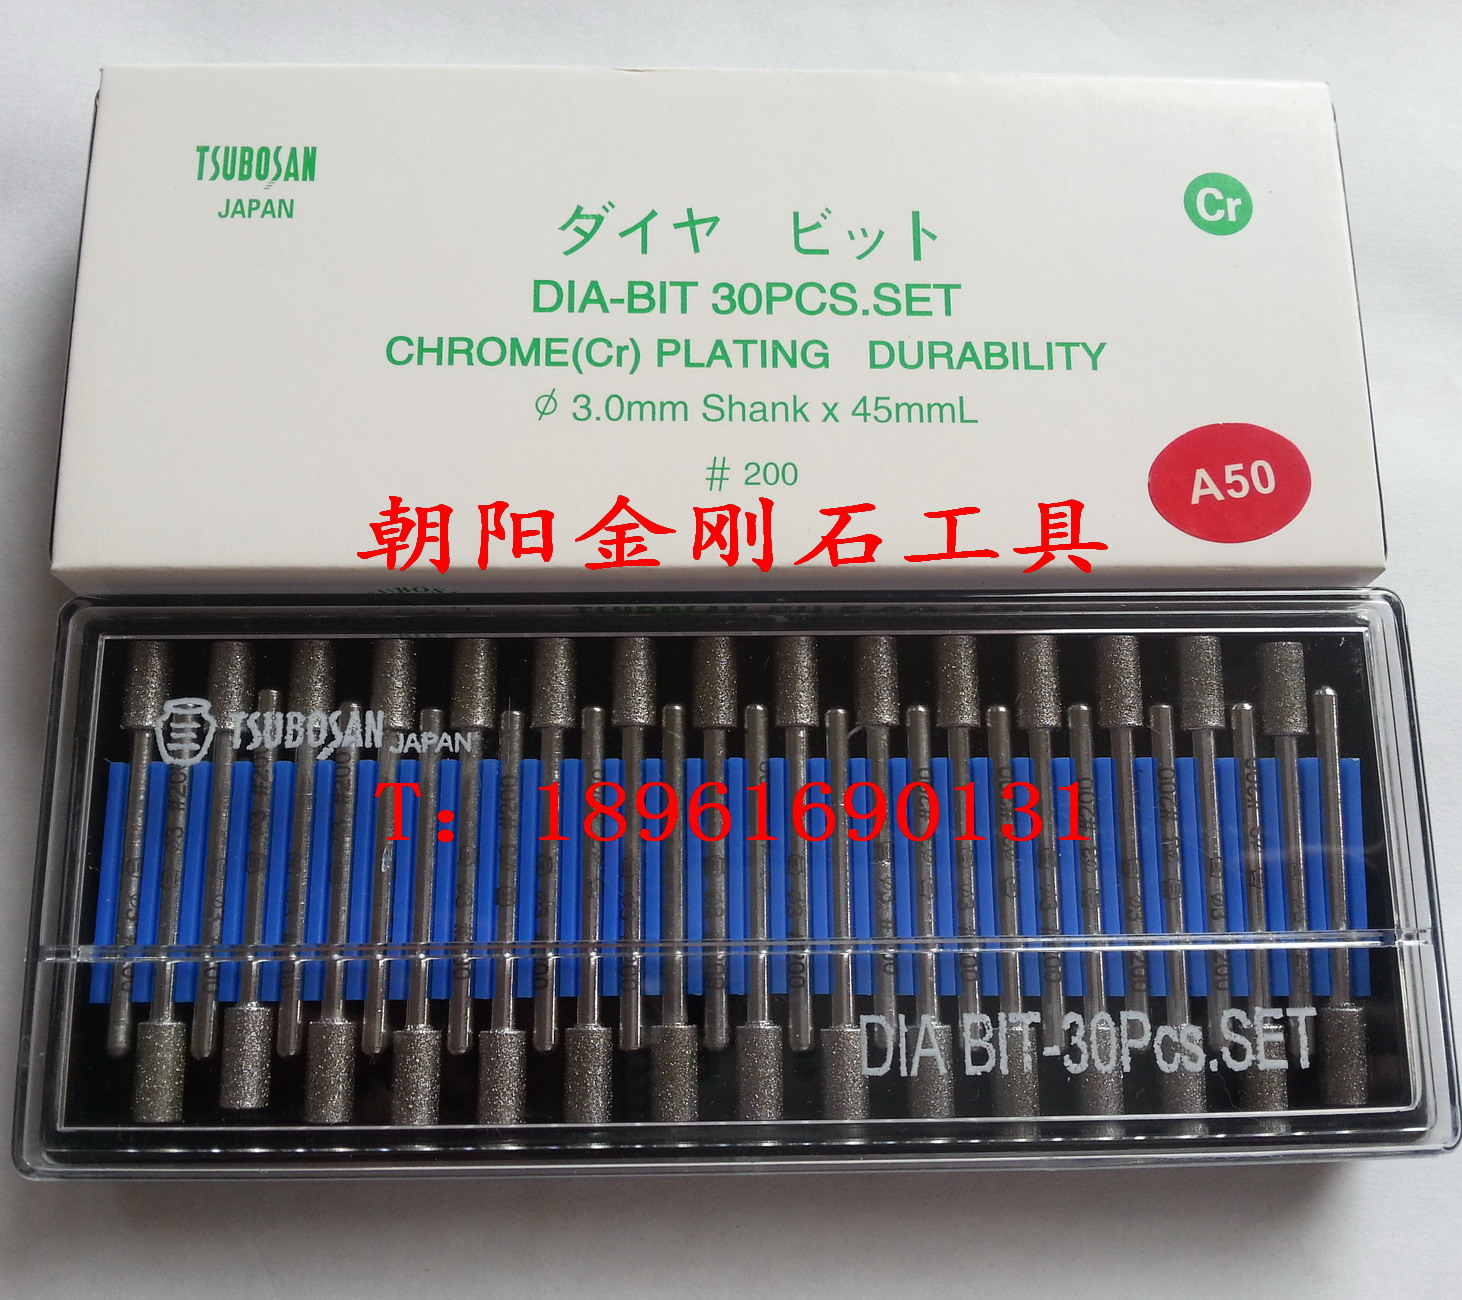 TSUBOSAN
JAPAN
Cr
ダイヤ ビット
DIA-BIT 30PCS.SET
CHROME(Cr) PLATING DURABILITY
φ 3.0mm Shank x 45mmL
# 200
A50
朝阳金刚石工具
TSUBOSAN JAPAN
T: 18961690131
DIA BIT-30Pcs.SET